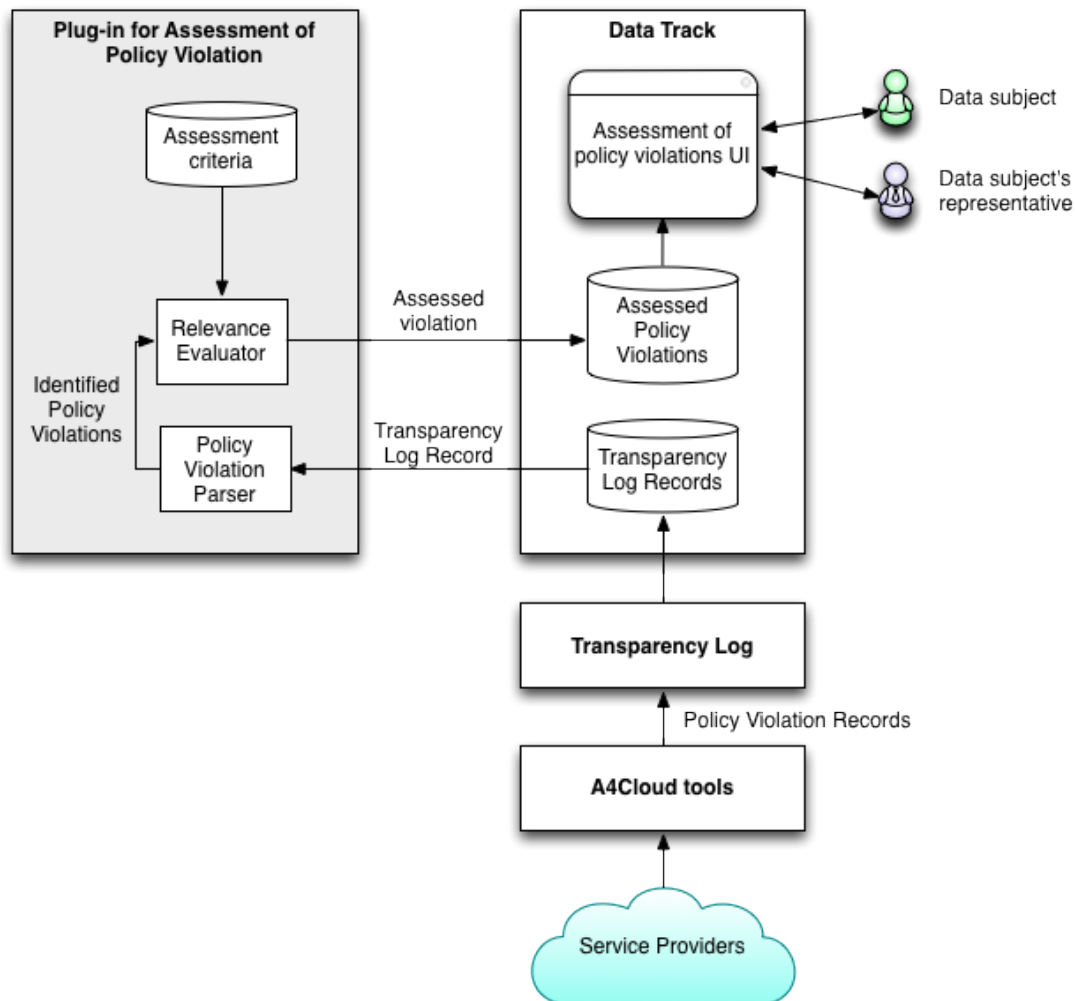 Plug-in for Assessment of
Policy Violation
Assessment
criteria
Relevance
Evaluator
Identified
Policy
Violations
Policy
Violation
Parser
Assessed
violation
Transparency
Log Record
Data Track
Assessment of
policy violations UI
Assessed
Policy
Violations
Transparency
Log Records
Data subject
Data subject's
representative
Transparency Log
Policy Violation Records
A4Cloud tools
Service Providers